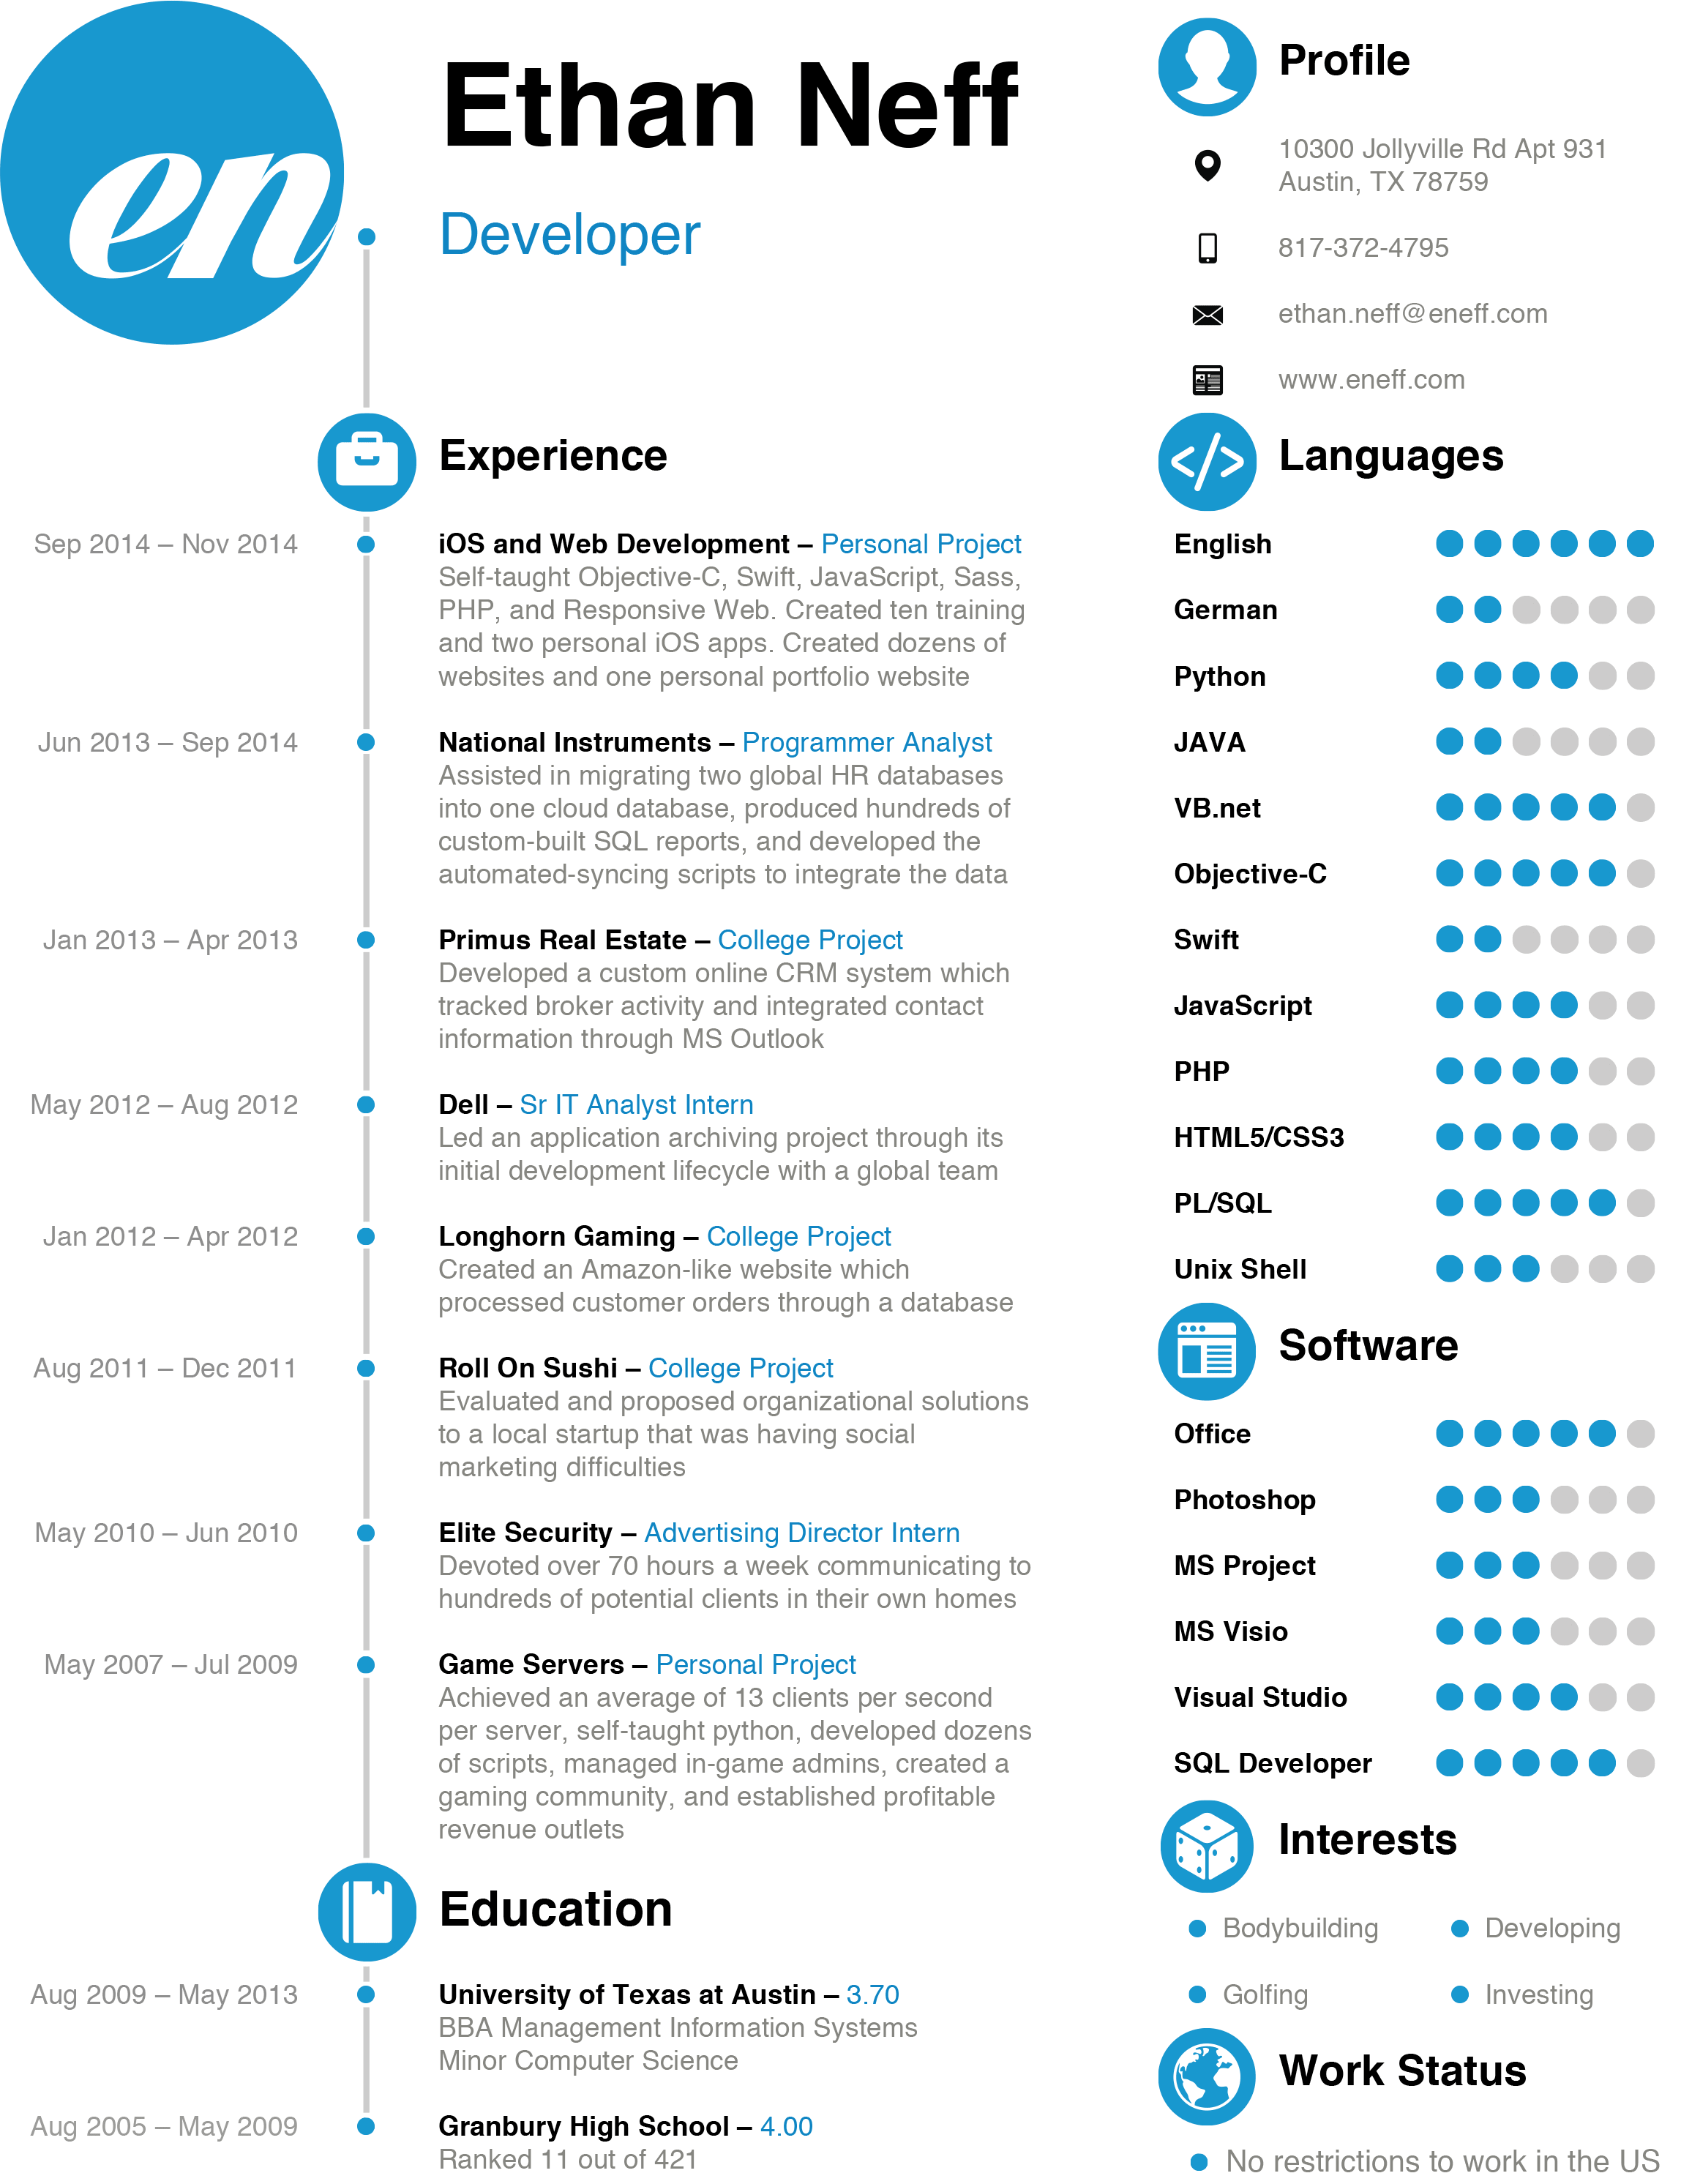 en
Ethan Neff
Developer
Experience
Sep 2014 – Nov 2014
iOS and Web Development – Personal Project
Self-taught Objective-C, Swift, JavaScript, Sass,
PHP, and Responsive Web. Created ten training
and two personal iOS apps. Created dozens of
websites and one personal portfolio website
Jun 2013 – Sep 2014
National Instruments – Programmer Analyst
Assisted in migrating two global HR databases
into one cloud database, produced hundreds of
custom-built SQL reports, and developed the
automated-syncing scripts to integrate the data
Jan 2013 – Apr 2013
Primus Real Estate – College Project
Developed a custom online CRM system which
tracked broker activity and integrated contact
information through MS Outlook
May 2012 – Aug 2012
Dell – Sr IT Analyst Intern
Led an application archiving project through its
initial development lifecycle with a global team
Jan 2012 – Apr 2012
Longhorn Gaming – College Project
Created an Amazon-like website which
processed customer orders through a database
Aug 2011 – Dec 2011
Roll On Sushi – College Project
Evaluated and proposed organizational solutions
to a local startup that was having social
marketing difficulties
May 2010 – Jun 2010
Elite Security – Advertising Director Intern
Devoted over 70 hours a week communicating to
hundreds of potential clients in their own homes
May 2007 – Jul 2009
Game Servers – Personal Project
Achieved an average of 13 clients per second
per server, self-taught python, developed dozens
of scripts, managed in-game admins, created a
gaming community, and established profitable
revenue outlets
Education
Aug 2009 – May 2013
University of Texas at Austin – 3.70
BBA Management Information Systems
Minor Computer Science
Aug 2005 – May 2009
Granbury High School – 4.00
Ranked 11 out of 421
Profile
10300 Jollyville Rd Apt 931
Austin, TX 78759
817-372-4795
ethan.neff@eneff.com
www.eneff.com
</> Languages
English
German
Python
JAVA
VB.net
Objective-C
Swift
JavaScript
PHP
HTML5/CSS3
PL/SQL
Unix Shell
Software
Office
Photoshop
MS Project
MS Visio
Visual Studio
SQL Developer
Interests
Bodybuilding
Developing
Golfing
Investing
Work Status
No restrictions to work in the US